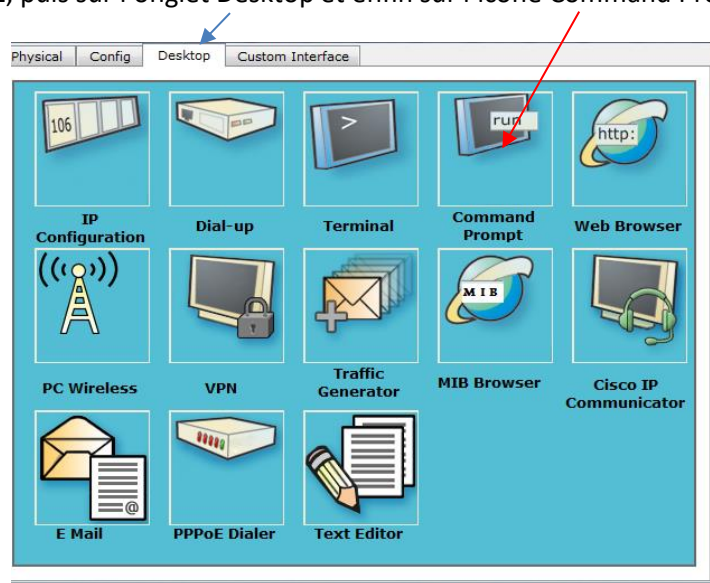 puis sur l'onglet Desktop et enfin sur l'icône Command
Physical Config Desktop Custom Interface
106
>
run
http:
IP
Configuration
Dial-up
Terminal
Command
Prompt
Web Browser
MIB
PC Wireless
VPN
Traffic
Generator
MIB Browser
Cisco IP
Communicator
@
E Mail
PPPoE Dialer
Text Editor